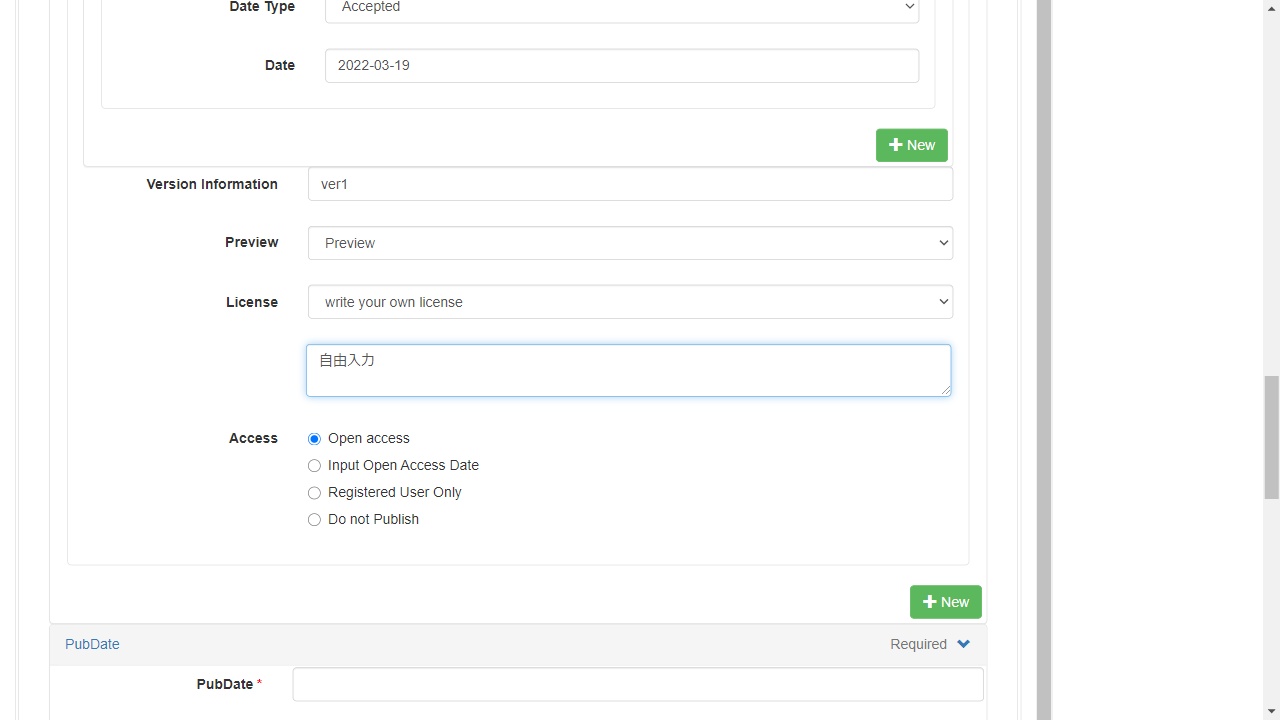 Date Type Accepted
Date 2022-03-19
New
Version Information ver1
Preview Preview
License write your own license
自由入力
Access Open access
Input Open Access Date
Registered User Only
Do not Publish
New
PubDate Required
PubDate *